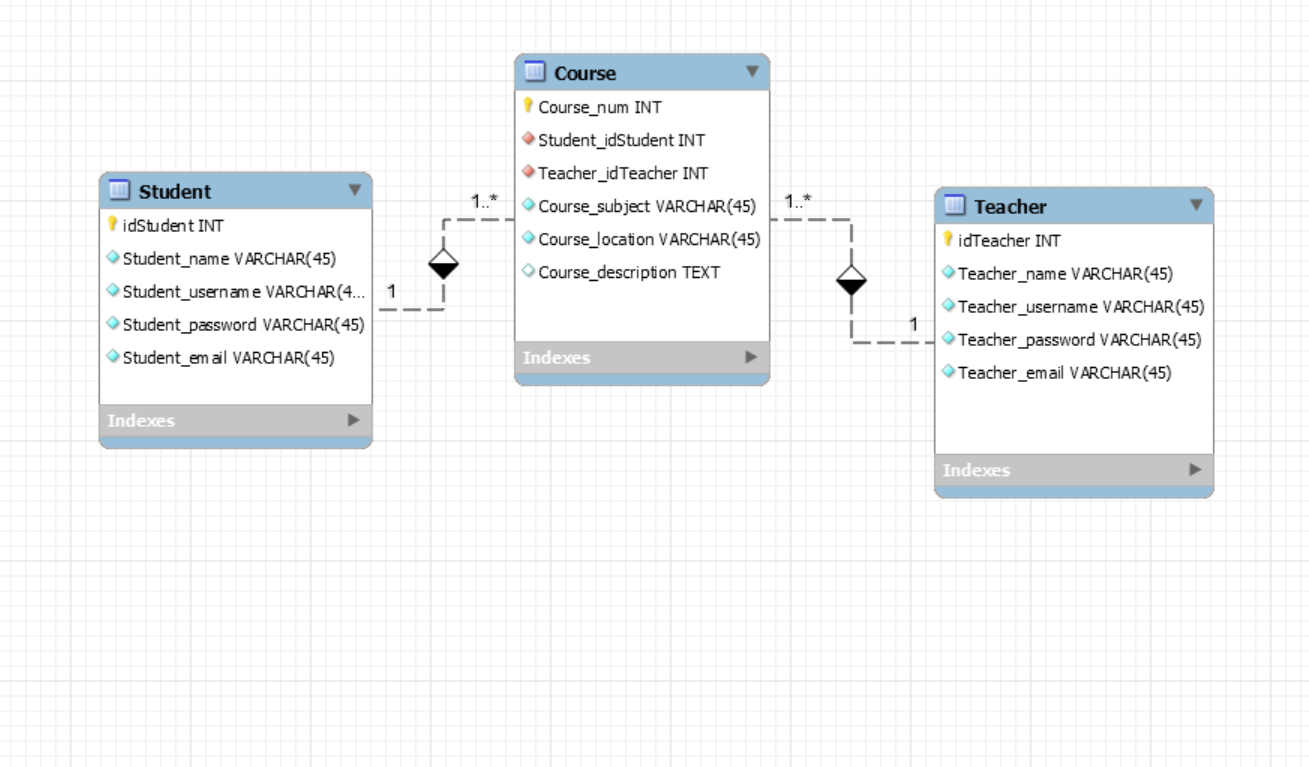 Course
Course_num INT
Student_idStudent INT
Teacher_idTeacher INT
Course_subject VARCHAR(45)
Course_location VARCHAR(45)
Course_description TEXT
Indexes
Student
idStudent INT
Student_name VARCHAR(45)
Student_username VARCHAR(4...
Student_password VARCHAR(45)
Student_email VARCHAR(45)
Indexes
1..*
1
1..*
1
Teacher
idTeacher INT
Teacher_name VARCHAR(45)
Teacher_username VARCHAR(45)
Teacher_password VARCHAR(45)
Teacher_email VARCHAR(45)
Indexes